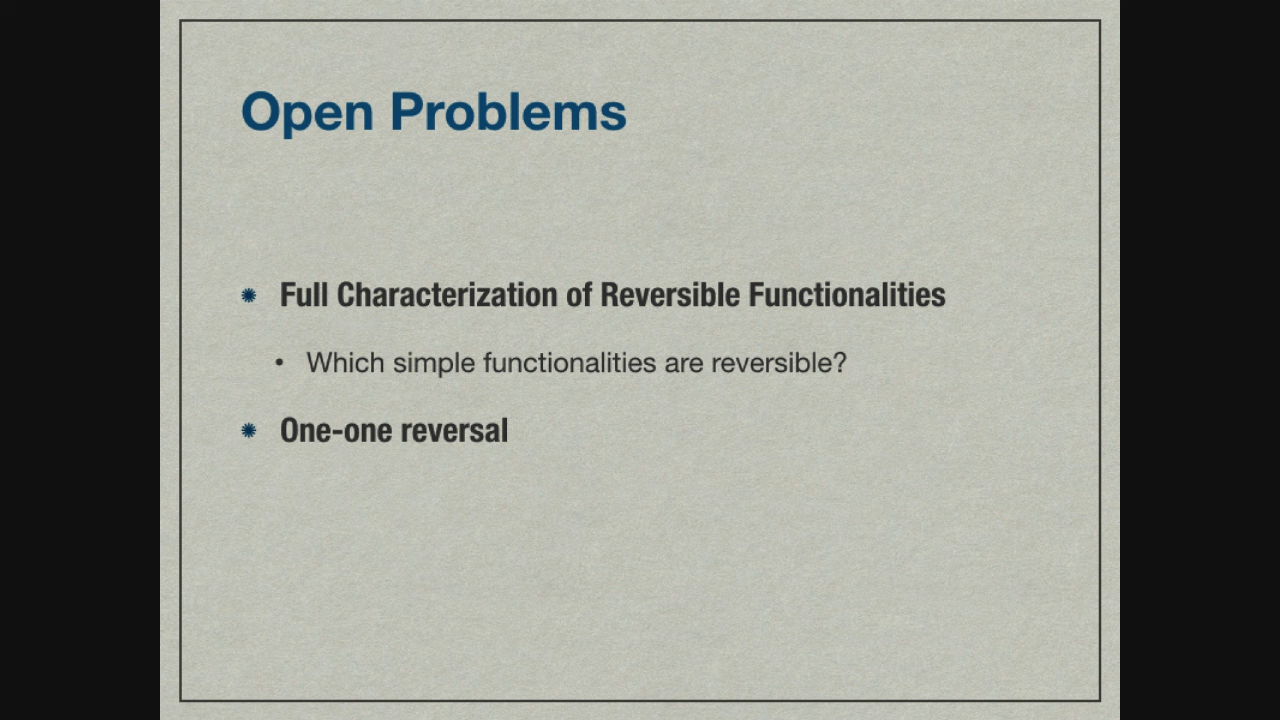 Open Problems
Full Characterization of Reversible Functionalities
• Which simple functionalities are reversible?
One-one reversal